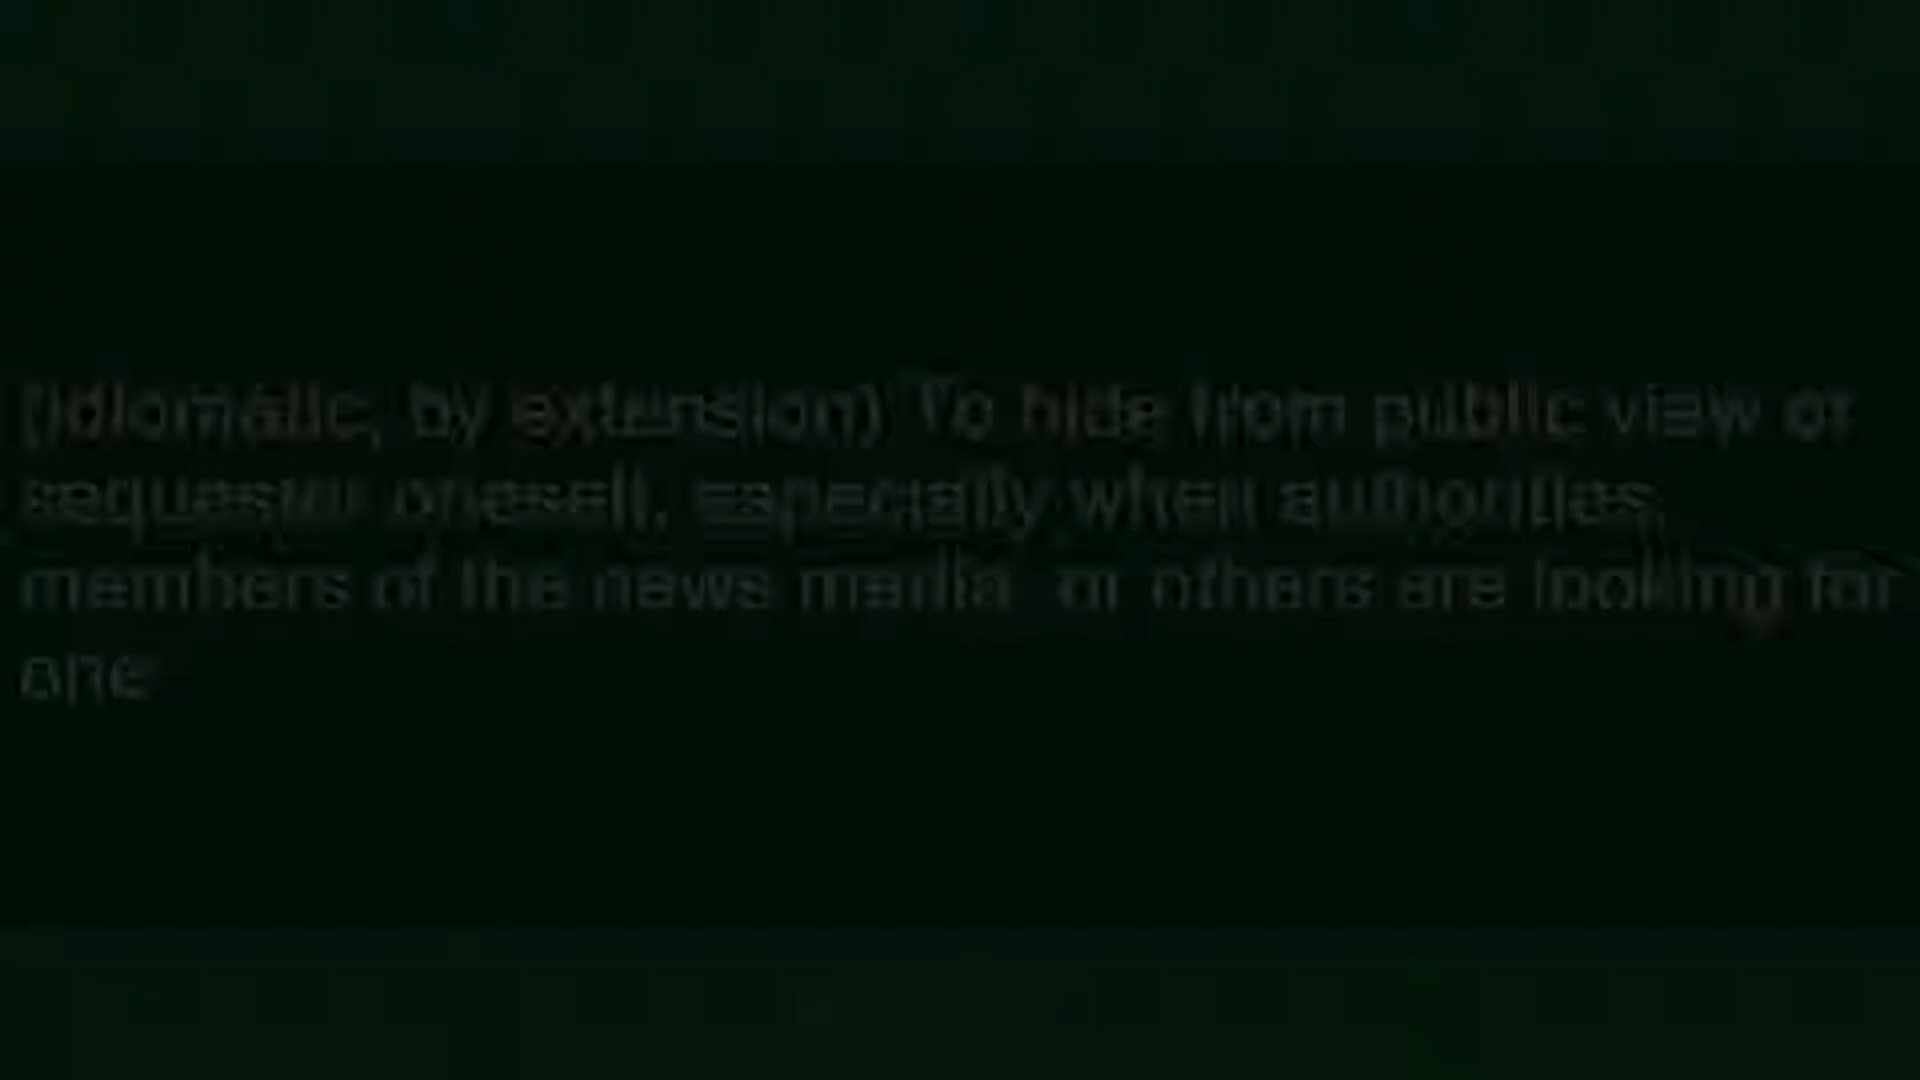 (idiomatic, by extension) To hide from public view or
sequester oneself, especially when authorities,
members of the news media, or others are looking for
one